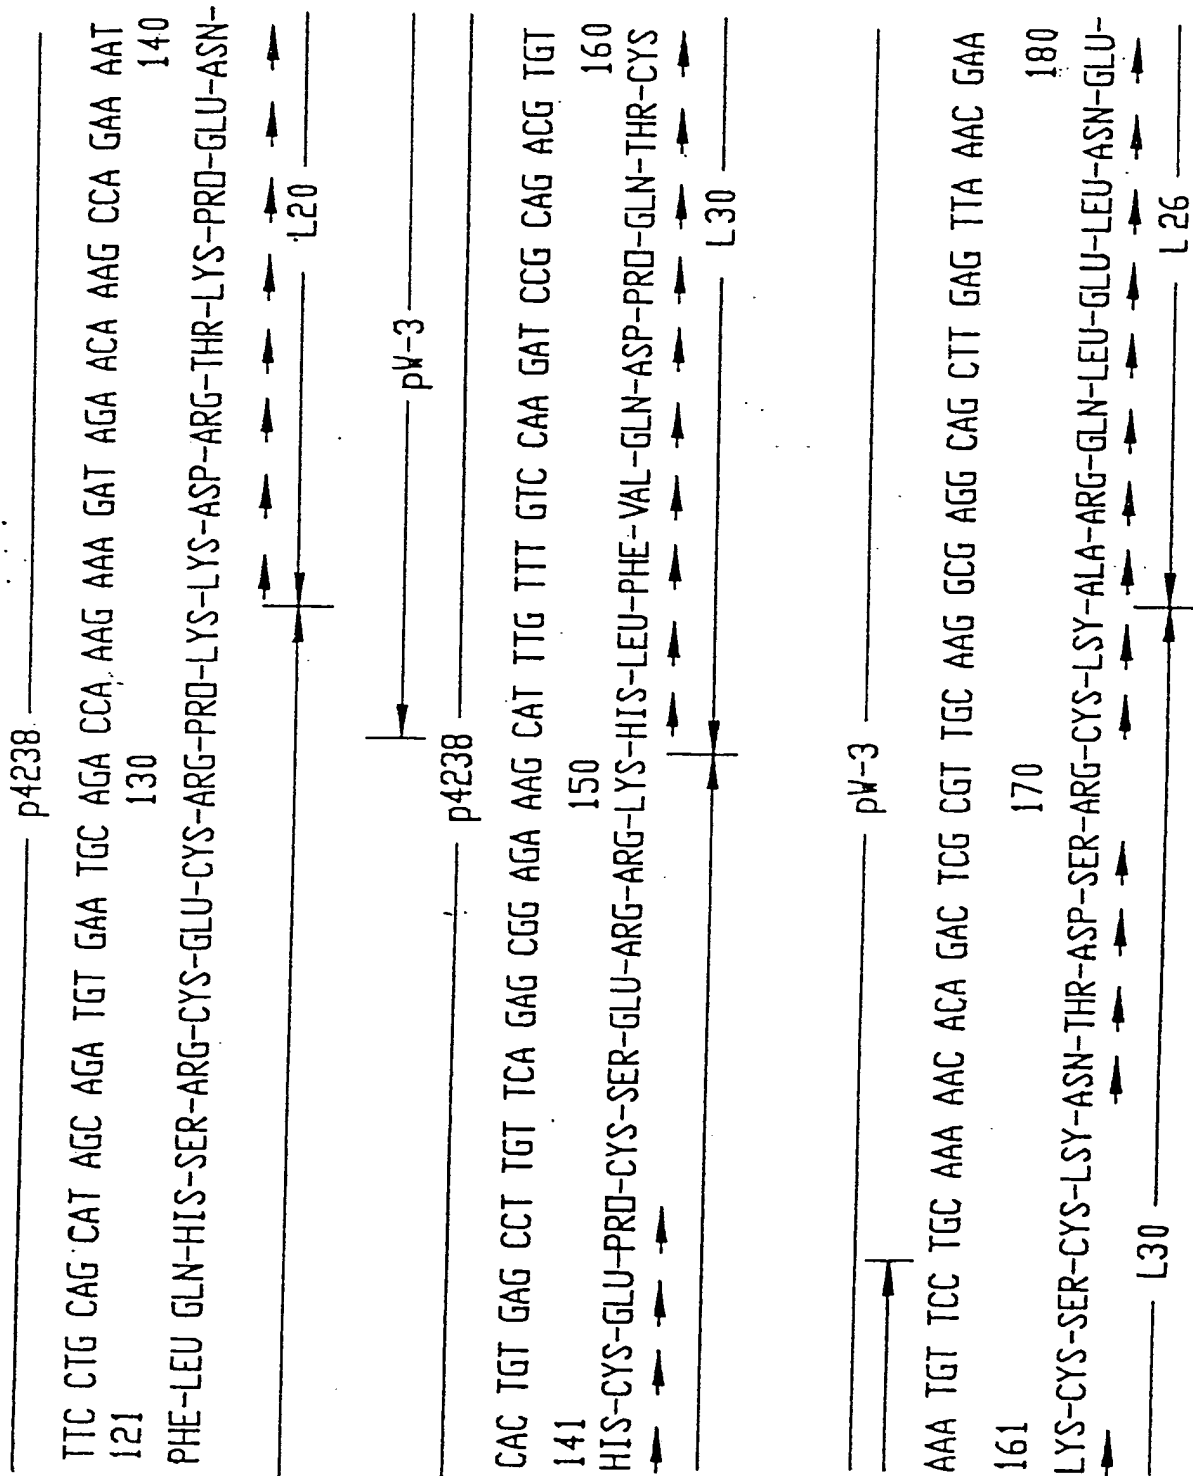 p4238
TTC CTG CAG CAT AGC AGA TGT GAA TGC AGA CCA AAG AAA GAT AGA ACA AAG CCA GAA AAT
121 130 140
PHE-LEU GLN-HIS-SER-ARG-CYS-GLU-CYS-ARG-PRO-LYS-LYS-ASP-ARG-THR-LYS-PRO-GLU-ASN-
L20
pW-3
p4238
CAC TGT GAG CCT TGT TCA GAG CGG AGA AAG CAT TTG TTT GTC CAA GAT CCG CAG ACG TGT
141 150 160
HIS-CYS-GLU-PRO-CYS-SER-GLU-ARG-ARG-LYS-HIS-LEU-PHE-VAL-GLN-ASP-PRO-GLN-THR-CYS
L30
pW-3
AAA TGT TCC TGC AAA AAC ACA GAC TCG CGT TGC AAG GCG AGG CAG CTT GAG TTA AAC GAA
161 170 180
LYS-CYS-SER-CYS-LSY-ASN-THR-ASP-SER-ARG-CYS-LSY-ALA-ARG-GLN-LEU-GLU-LEU-ASN-GLU-
L30 L26